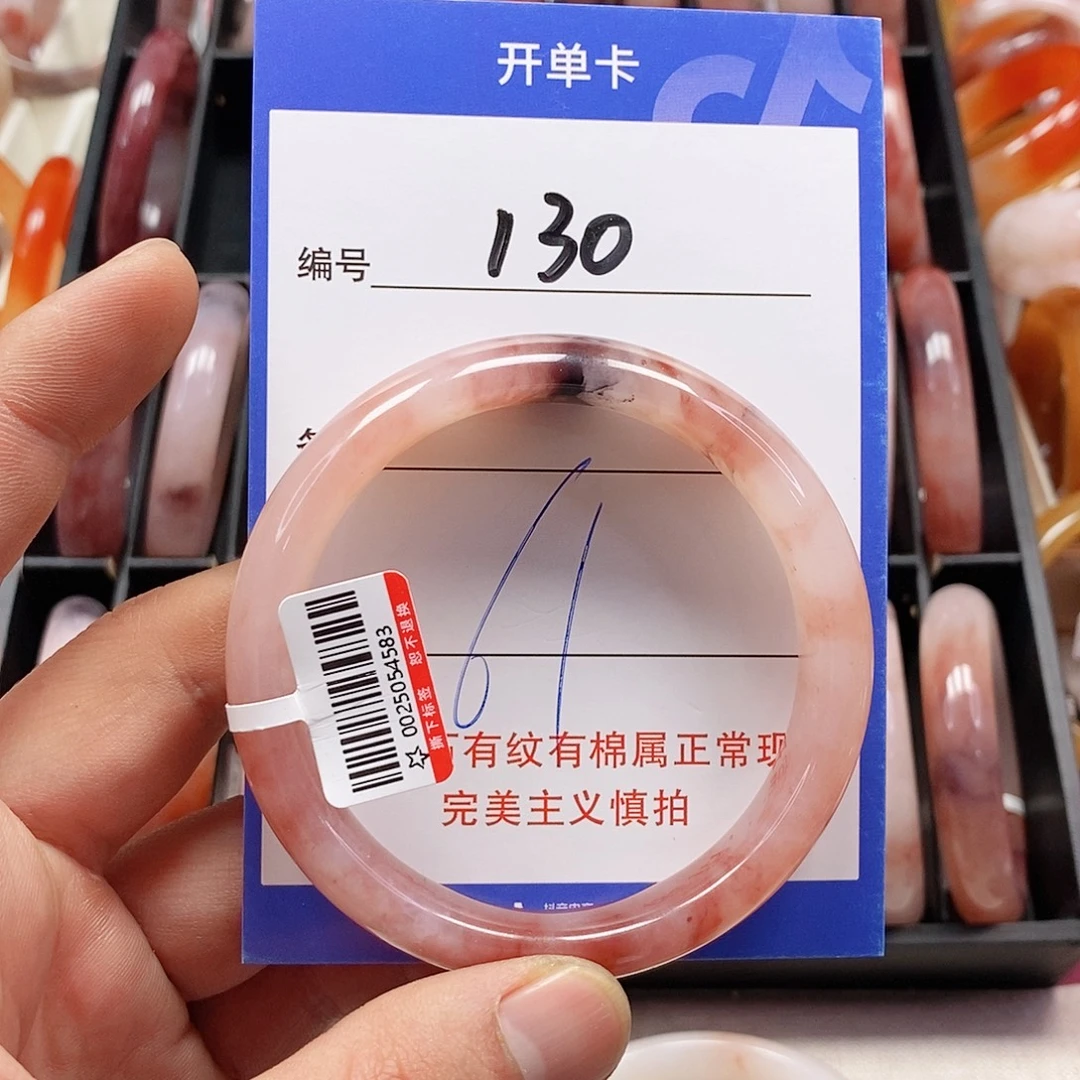 开单卡
编号 130
61
0025054583
撕下标签 恕不退换
有纹有棉属正常现
完美主义慎拍